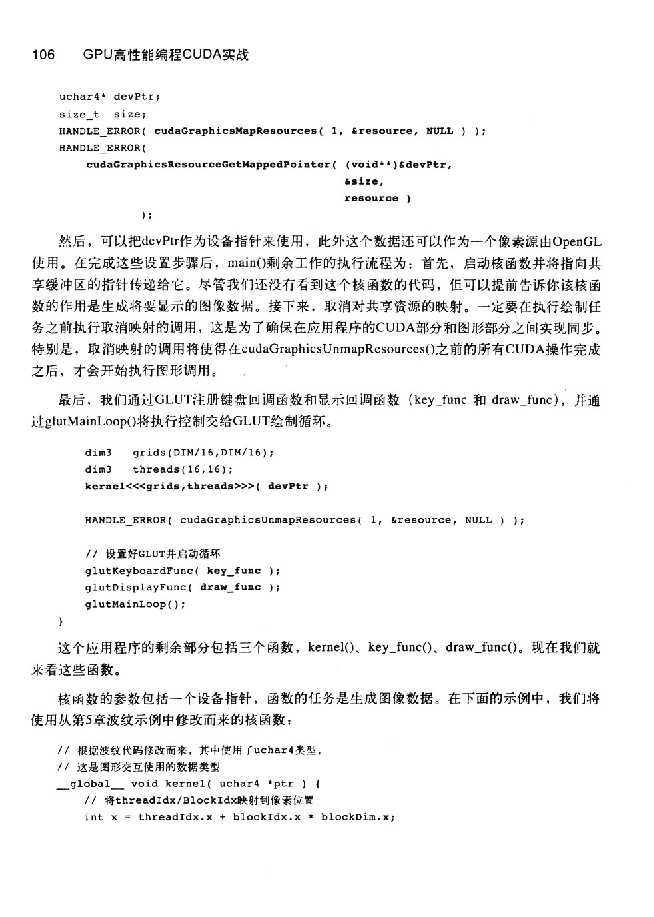 106 GPU高性能编程CUDA实战
uchar4* devPtr;
size_t size;
HANDLE_ERROR( cudaGraphicsMapResources( 1, &resource, NULL ) );
HANDLE_ERROR(
cudaGraphicsResourceGetMappedPointer( (void**)&devPtr,
&size,
resource )
);
然后，可以把devPtr作为设备指针来使用，此外这个数据还可以作为一个像素源由OpenGL
使用。在完成这些设置步骤后，main()剩余工作的执行流程为：首先，启动核函数并将指向共
享缓冲区的指针传递给它。尽管我们还没有看到这个核函数的代码，但可以提前告诉你该核函
数的作用是生成将要显示的图像数据。接下来，取消对共享资源的映射。一定要在执行绘制任
务之前执行取消映射的调用，这是为了确保在应用程序的CUDA部分和图形部分之间实现同步。
特别是，取消映射的调用将使得在cudaGraphicsUnmapResources()之前的所有CUDA操作完成
之后，才会开始执行图形调用。
最后，我们通过GLUT注册键盘回调函数和显示回调函数（key_func 和 draw_func），并通
过glutMainLoop()将执行控制交给GLUT绘制循环。
dim3 grids(DIM/16,DIM/16);
dim3 threads(16,16);
kernel<<<grids,threads>>>( devPtr );
HANDLE_ERROR( cudaGraphicsUnmapResources( 1, &resource, NULL ) );
// 设置好GLUT并启动循环
glutKeyboardFunc( key_func );
glutDisplayFunc( draw_func );
glutMainLoop();
}
这个应用程序的剩余部分包括三个函数，kernel()、key_func()、draw_func()。现在我们就
来看这些函数。
核函数的参数包括一个设备指针，函数的任务是生成图像数据。在下面的示例中，我们将
使用从第5章波纹示例中修改而来的核函数：
// 根据波纹代码修改而来，其中使用了uchar4类型，
// 这是图形交互使用的数据类型
__global__ void kernel( uchar4 *ptr ) {
// 将threadIdx/BlockIdx映射到像素位置
int x = threadIdx.x + blockIdx.x * blockDim.x;